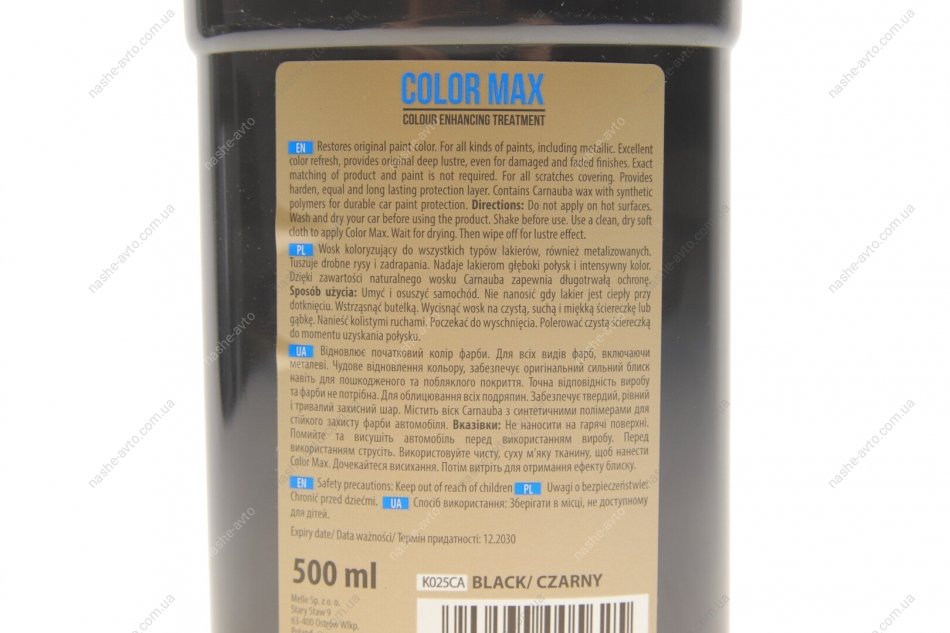 COLOR MAX
COLOUR ENHANCING TREATMENT
EN Restores original paint color. For all kinds of paints, including metallic. Excellent
color refresh, provides original deep lustre, even for damaged and faded finishes. Exact
matching of product and paint is not required. For all scratches covering. Provides
harden, equal and long lasting protection layer. Contains Carnauba wax with synthetic
polymers for durable car paint protection. Directions: Do not apply on hot surfaces.
Wash and dry your car before using the product. Shake before use. Use a clean, dry soft
cloth to apply Color Max. Wait for drying. Then wipe off for lustre effect.
PL Wosk koloryzujący do wszystkich typów lakierów, również metalizowanych.
Tuszuje drobne rysy i zadrapania. Nadaje lakierom głęboki połysk i intensywny kolor.
Dzięki zawartości naturalnego wosku Carnauba zapewnia długotrwałą ochronę.
Sposób użycia: Umyć i osuszyć samochód. Nie nanosić gdy lakier jest ciepły przy
dotknięciu. Wstrząsnąć butelką. Wycisnąć wosk na czystą, suchą i miękką ściereczkę lub
gąbkę. Nanieść kolistymi ruchami. Poczekać do wyschnięcia. Polerować czystą ściereczką
do momentu uzyskania połysku.
UA Відновлює початковий колір фарби. Для всіх видів фарб, включаючи
металеві. Чудове відновлення кольору, забезпечує оригінальний сильний блиск
навіть для пошкодженого та побляклого покриття. Точна відповідність виробу
та фарби не потрібна. Для облицювання всіх подряпин. Забезпечує твердий, рівний
і тривалий захисний шар. Містить віск Carnauba з синтетичними полімерами для
стійкого захисту фарби автомобіля. Вказівки: Не наносити на гарячі поверхні.
Помийте та висушіть автомобіль перед використанням виробу. Перед
використанням струсіть. Використовуйте чисту, суху м'яку тканину, щоб нанести
Color Max. Дочекайтеся висихання. Потім витріть для отримання ефекту блиску.
EN Safety precautions: Keep out of reach of children PL Uwagi o bezpieczeństwie:
Chronić przed dziećmi. UA Спосіб використання: Зберігати в місці, не доступному
для дітей.
Expiry date/ Data ważności/ Термін придатності: 12.2030
500 ml
K025CA BLACK/ CZARNY
Melle Sp. z o. o.
Stary Staw 9
63-400 Ostrów Wlkp.
nashe-avto.com.ua